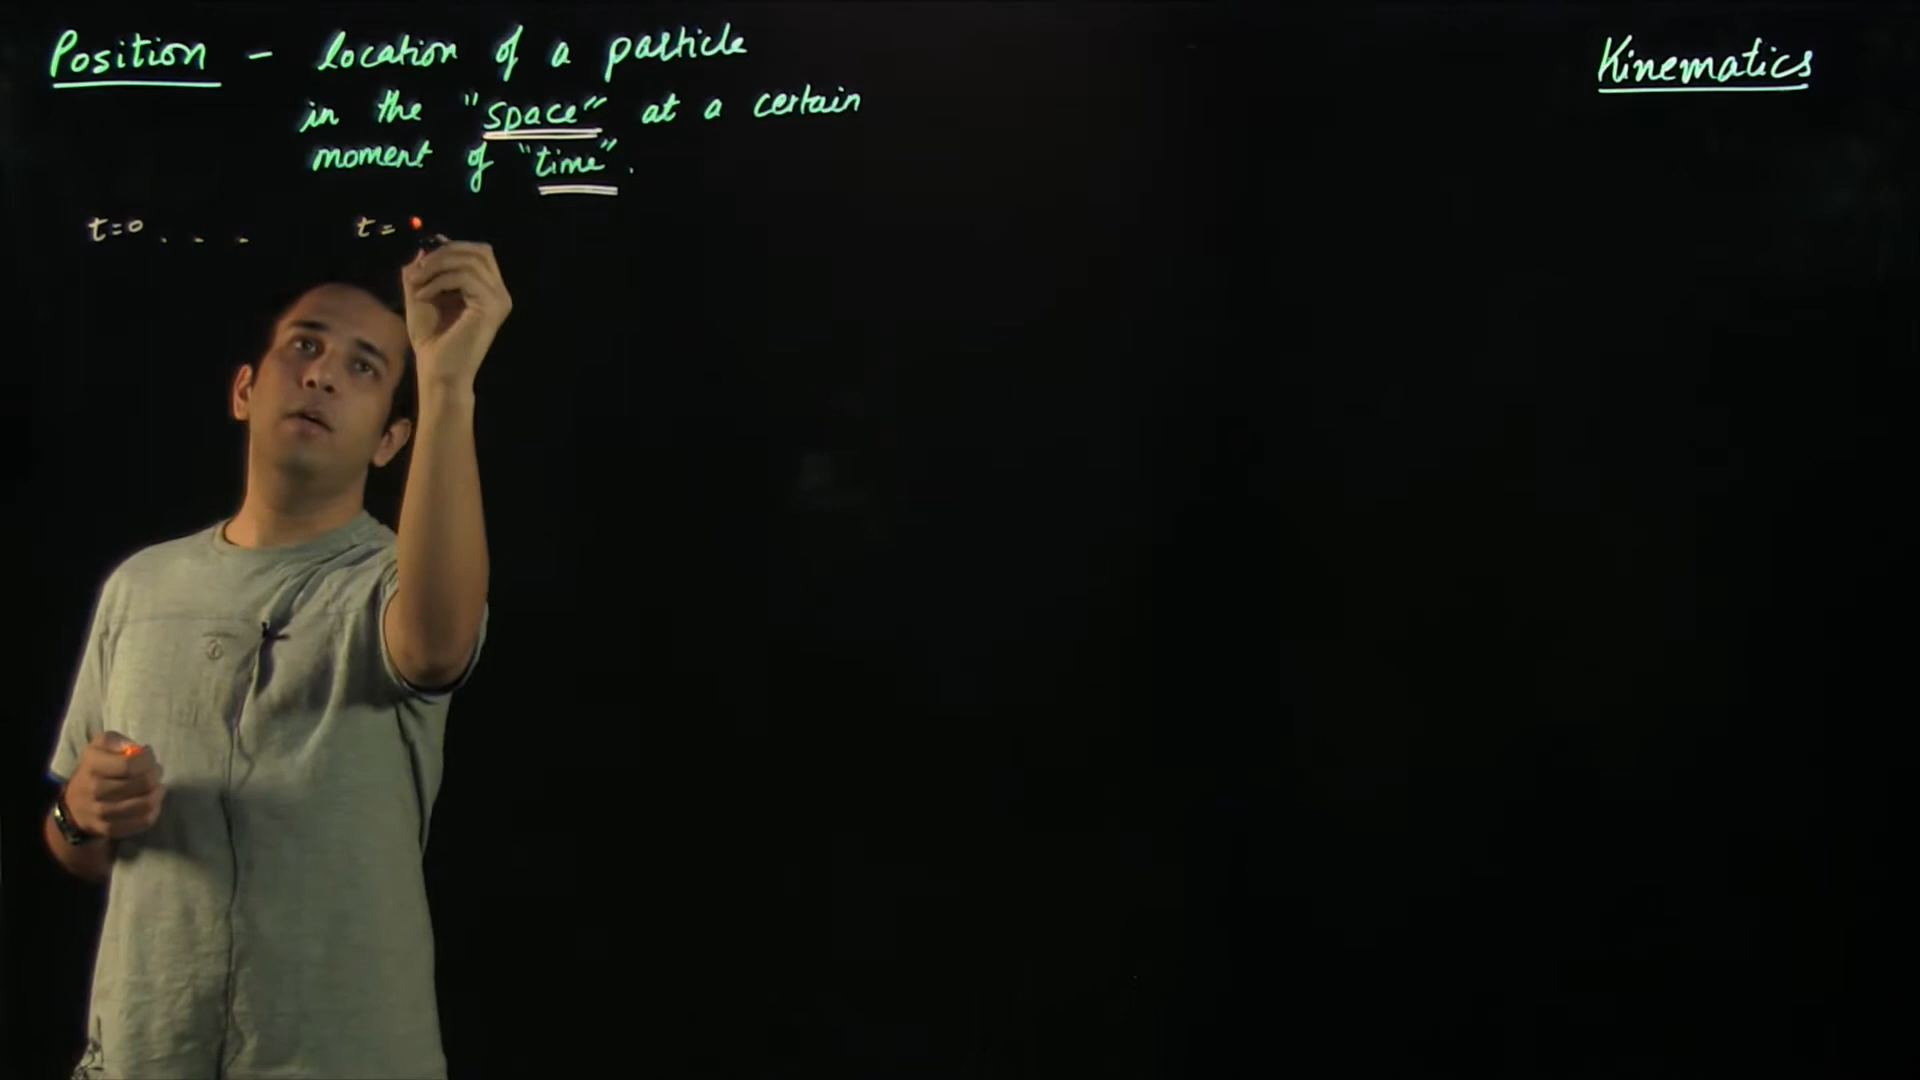 Position - location of a particle
Kinematics
in the "space" at a certain
moment of "time".
t=0 . . .
t =